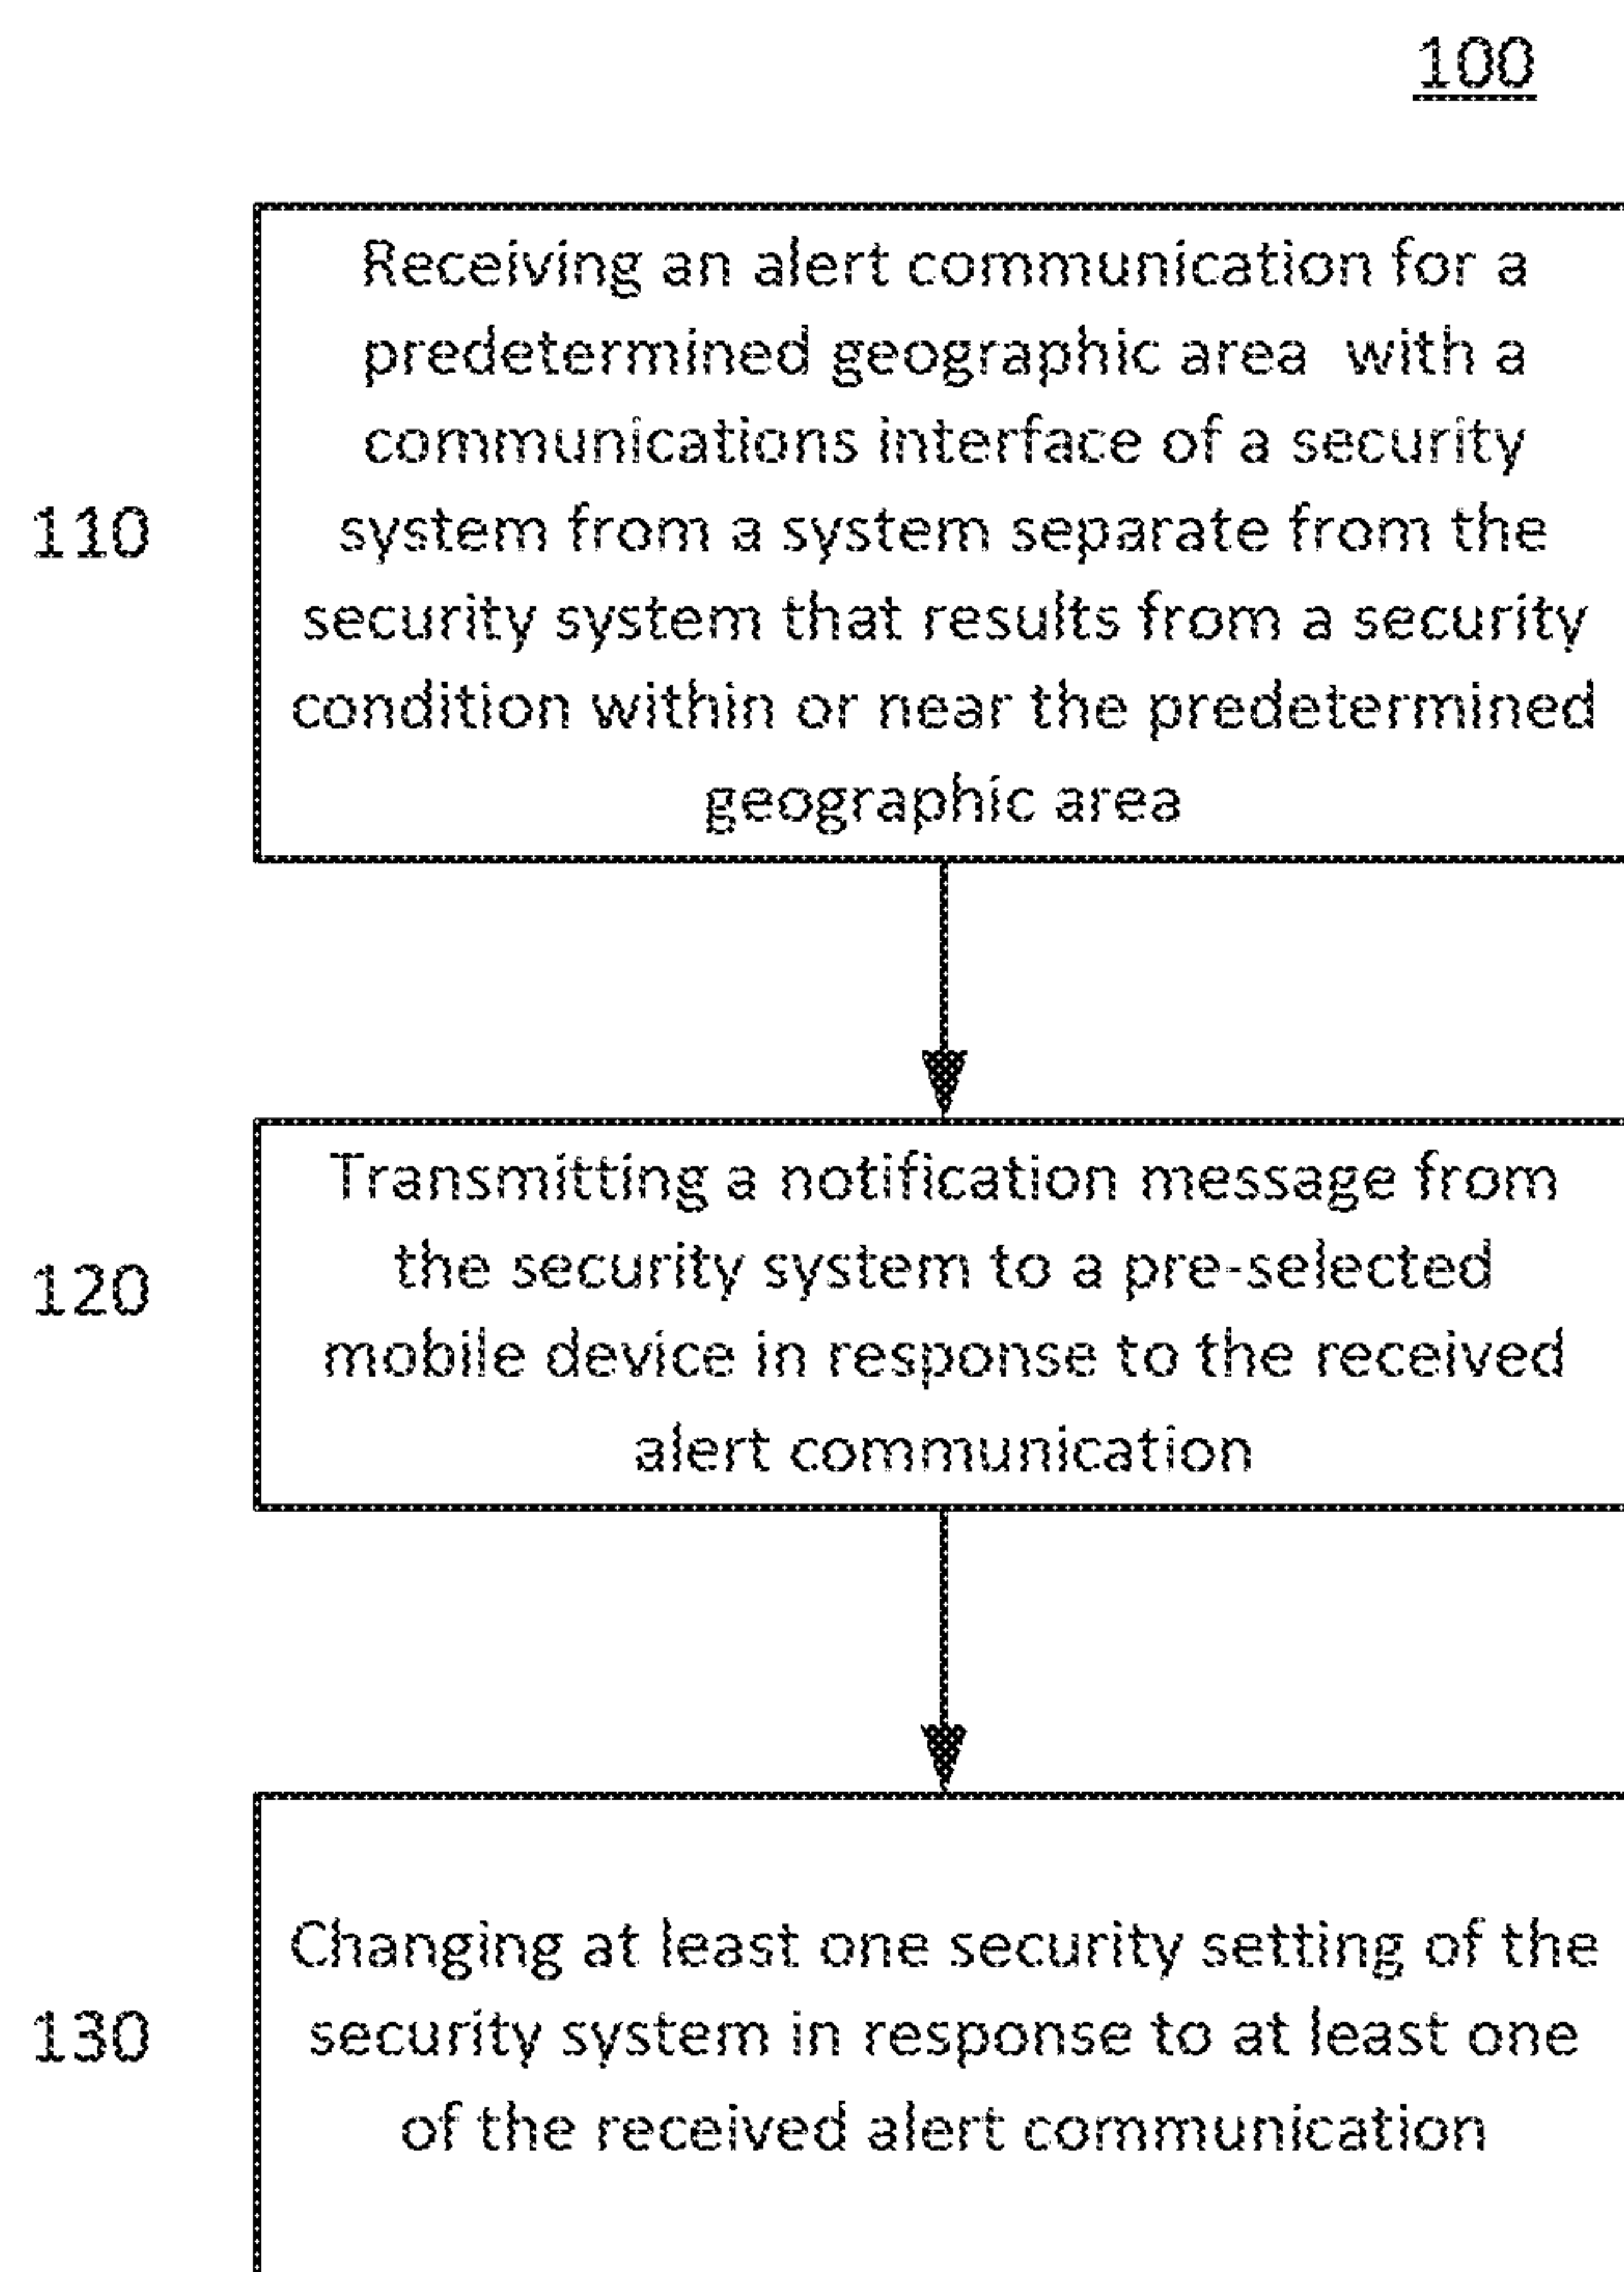 100
Receiving an alert communication for a
predetermined geographic area with a
communications interface of a security
110
system from a system separate from the
security system that results from a security
condition within or near the predetermined
geographic area
Transmitting a notification message from
the security system to a pre-selected
120
mobile device in response to the received
alert communication
Changing at least one security setting of the
130
security system in response to at least one
of the received alert communication